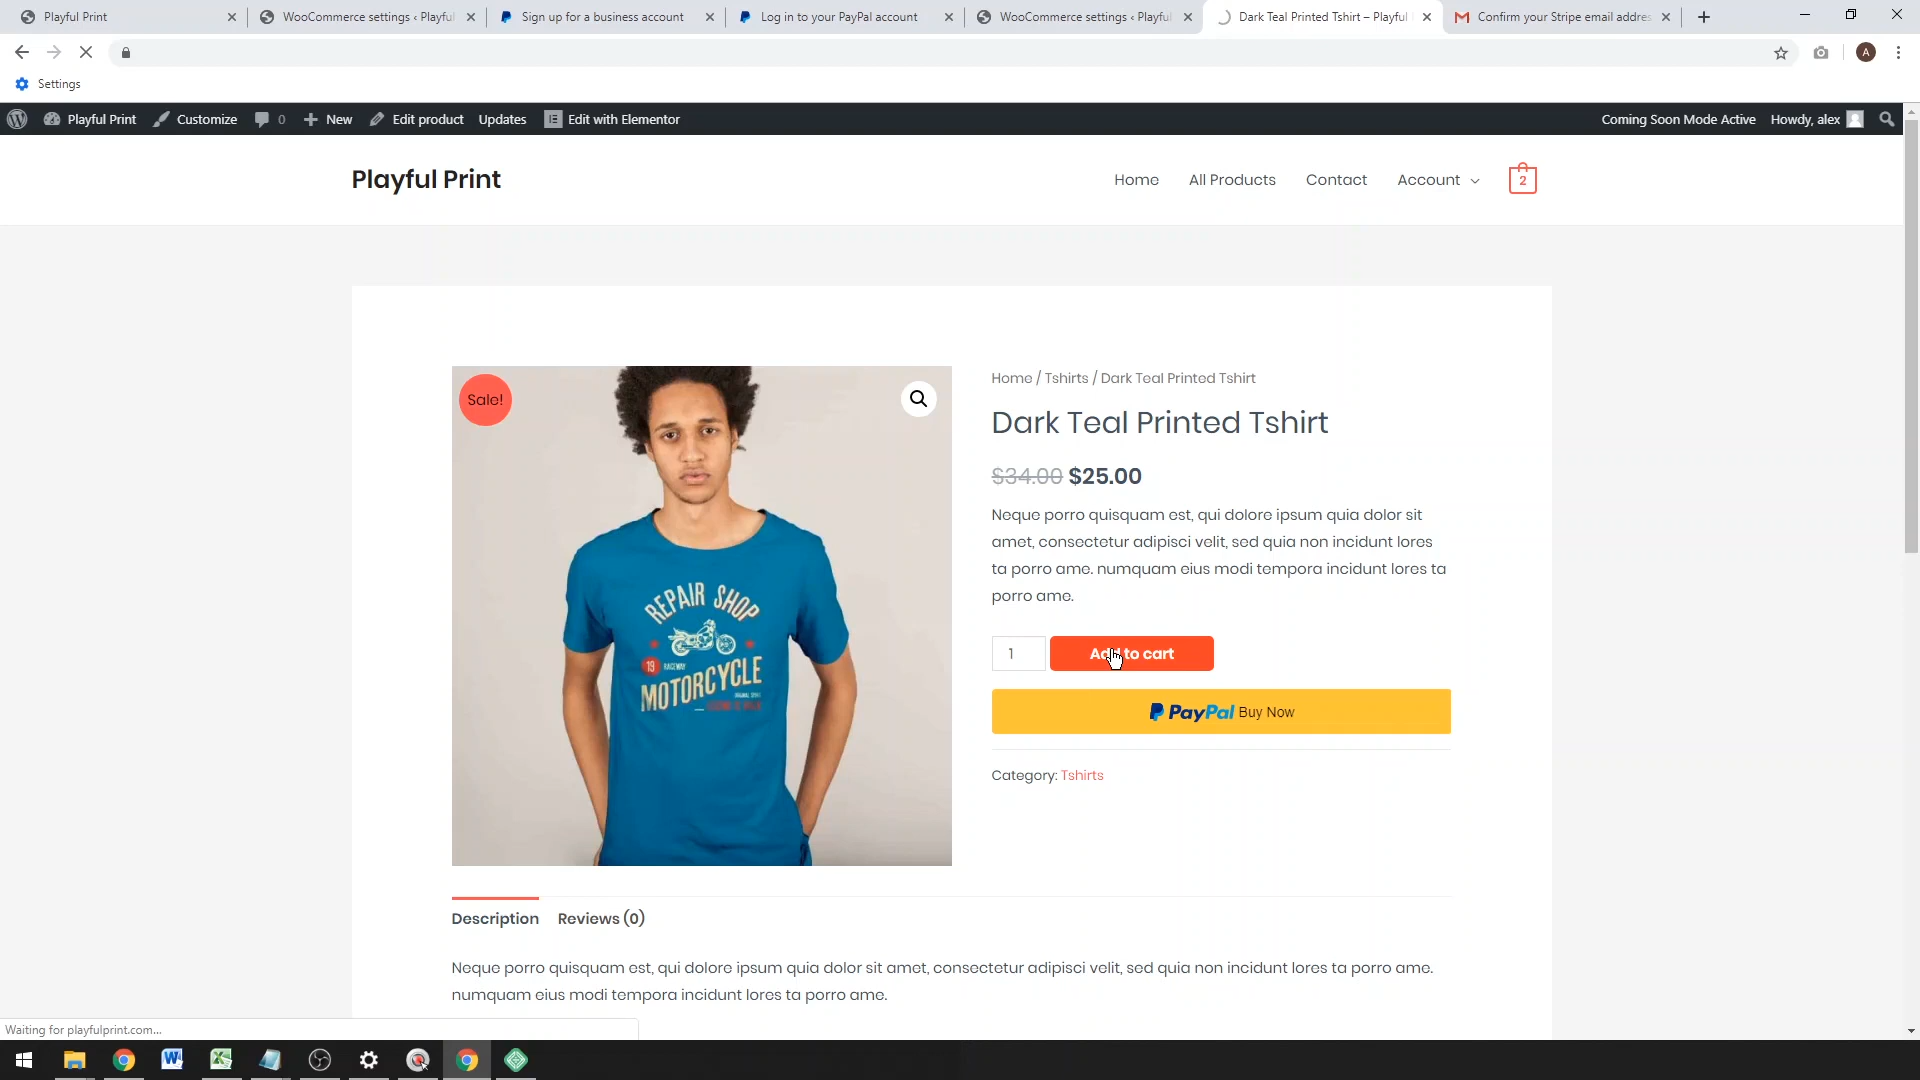 Playful Print
WooCommerce settings ‹ Playful
Sign up for a business account
Log in to your PayPal account
WooCommerce settings ‹ Playful
Dark Teal Printed Tshirt – Playful
Confirm your Stripe email addres
A
Settings
Playful Print
Customize
0
New
Edit product
Updates
Edit with Elementor
Coming Soon Mode Active
Howdy, alex
Playful Print
Home
All Products
Contact
Account
2
Sale!
REPAIR SHOP
19 RACEWAY
MOTORCYCLE
Home / Tshirts / Dark Teal Printed Tshirt
Dark Teal Printed Tshirt
$34.00 $25.00
Neque porro quisquam est, qui dolore ipsum quia dolor sit
amet, consectetur adipisci velit, sed quia non incidunt lores
ta porro ame. numquam eius modi tempora incidunt lores ta
porro ame.
1
Add to cart
PayPal Buy Now
Category: Tshirts
Description
Reviews (0)
Neque porro quisquam est, qui dolore ipsum quia dolor sit amet, consectetur adipisci velit, sed quia non incidunt lores ta porro ame.
numquam eius modi tempora incidunt lores ta porro ame.
Waiting for playfulprint.com...